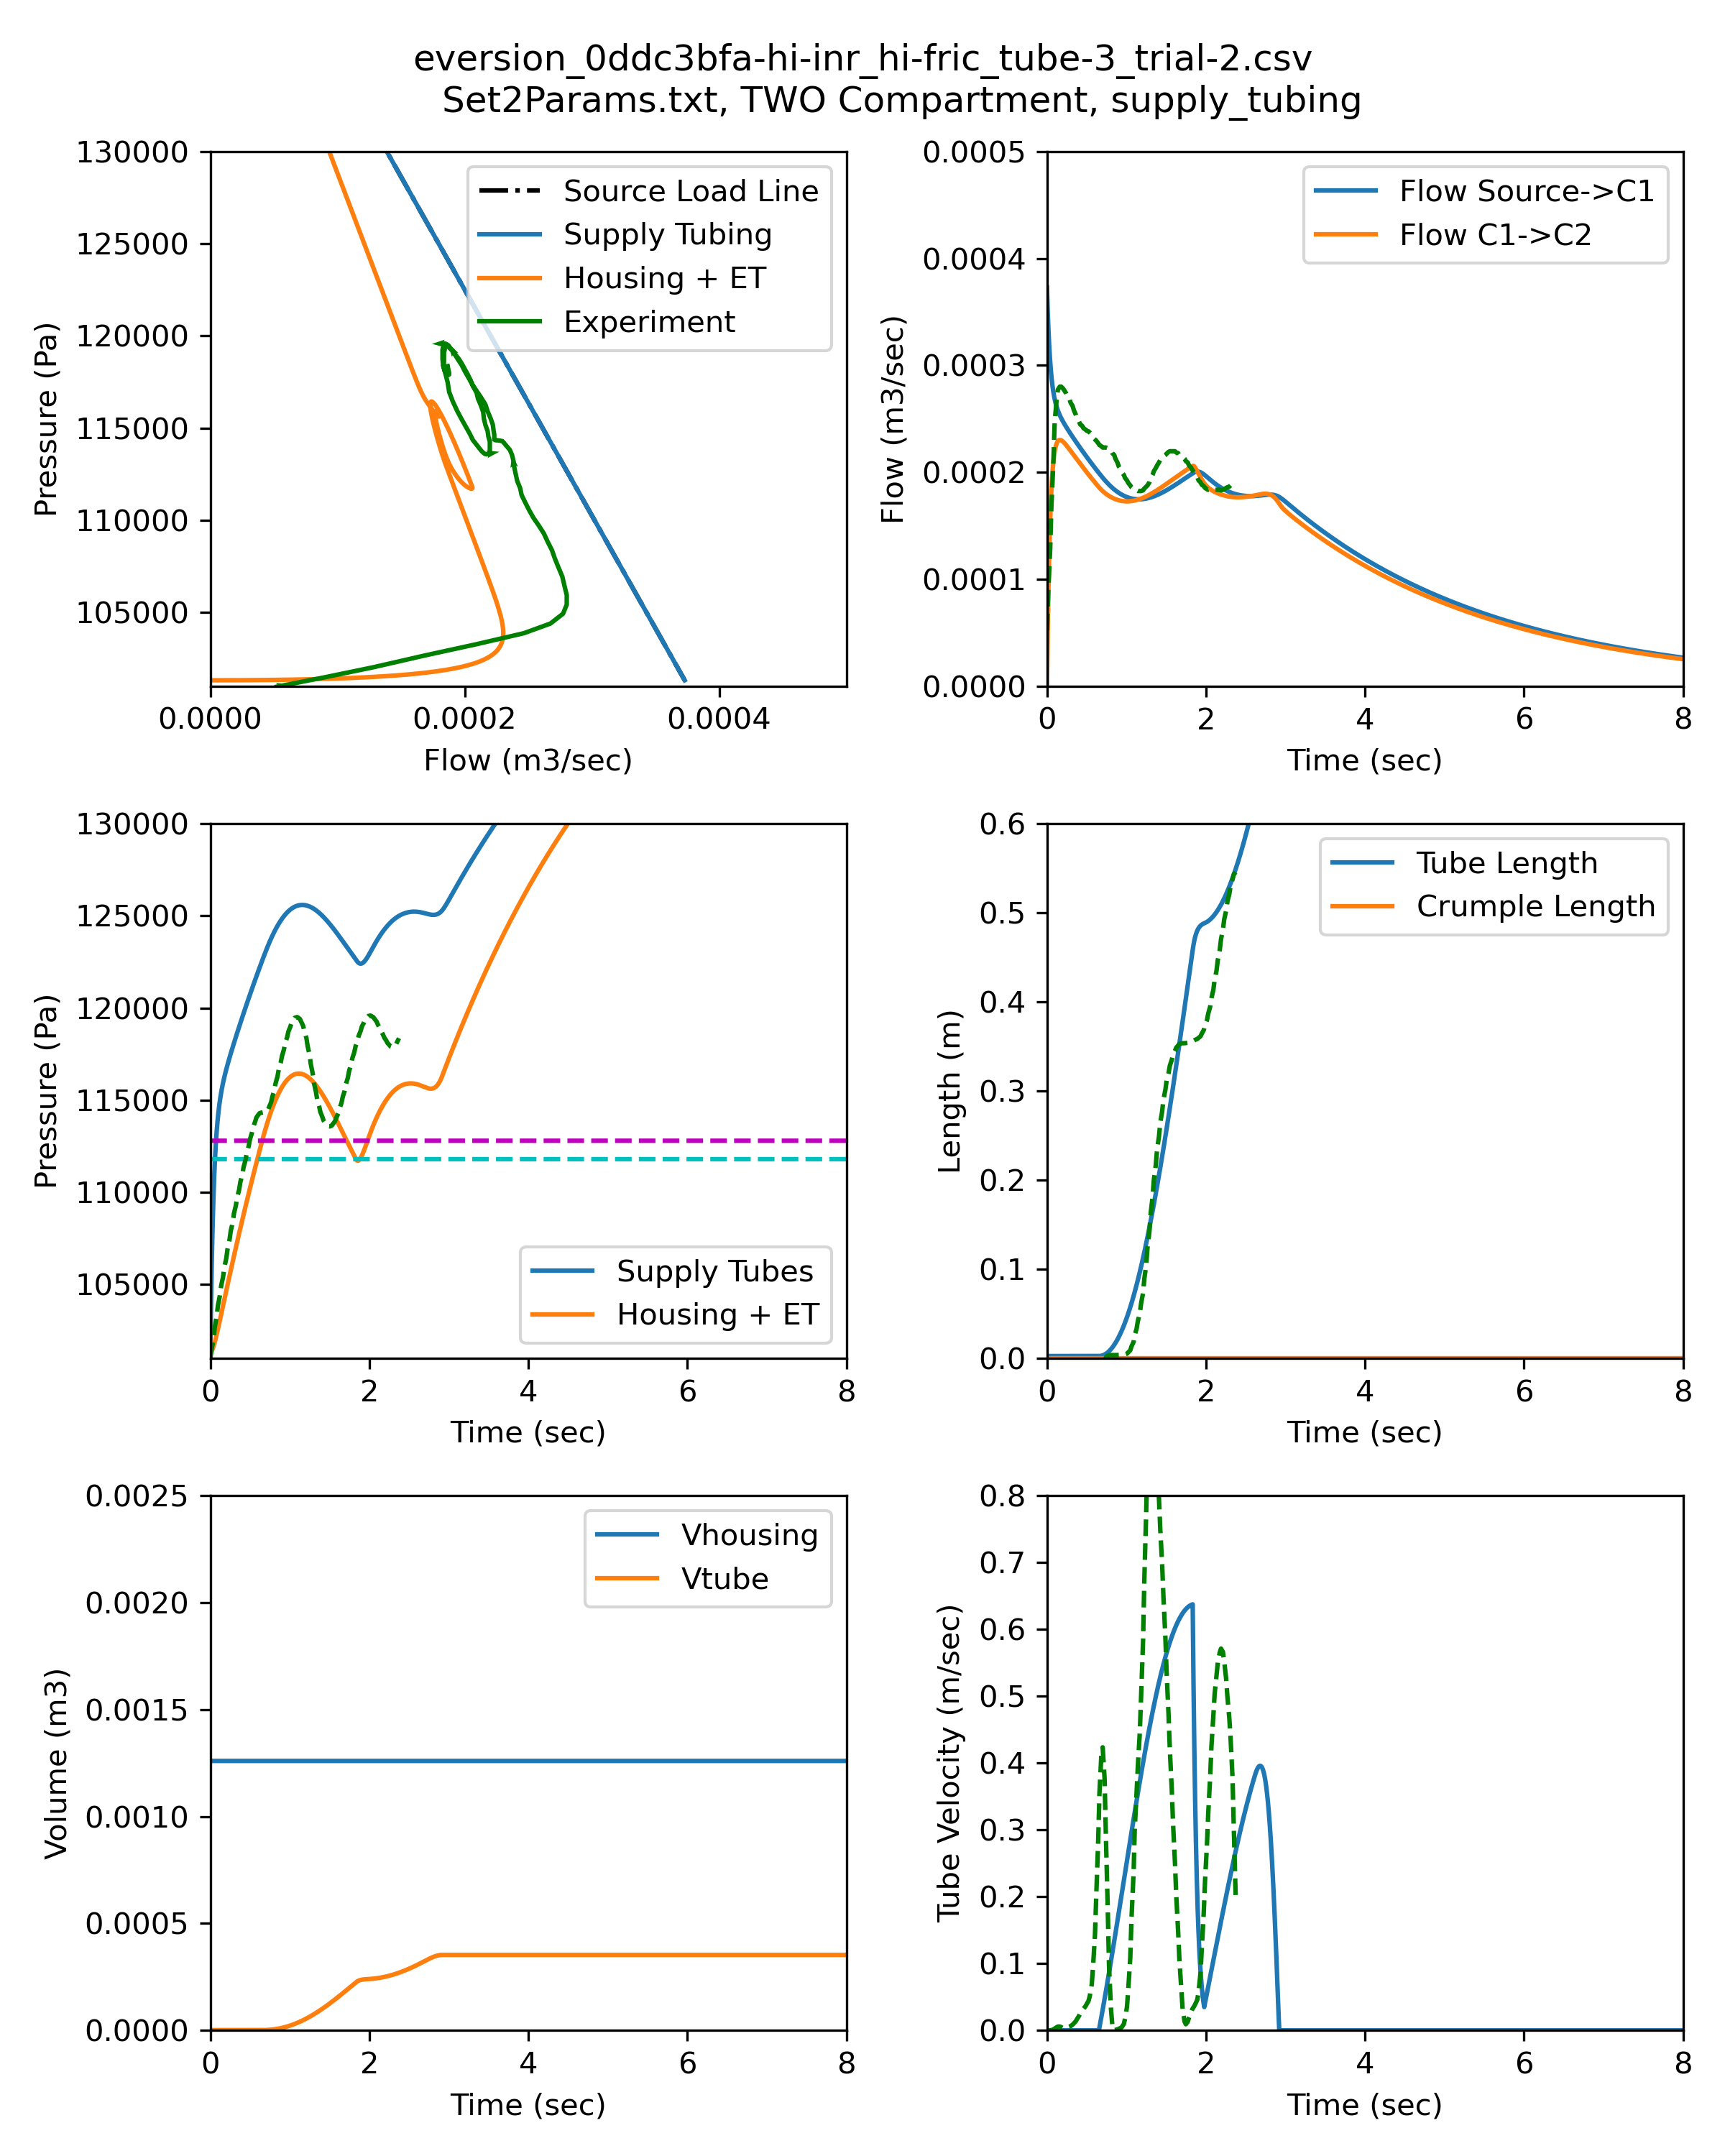 eversion_0ddc3bfa-hi-inr_hi-fric_tube-3_trial-2.csv
Set2Params.txt, TWO Compartment, supply_tubing
130000
125000
120000
115000
110000
105000
Pressure (Pa)
0.0000
0.0002
0.0004
Flow (m3/sec)
Source Load Line
Supply Tubing
Housing + ET
Experiment
0.0005
0.0004
0.0003
0.0002
0.0001
0.0000
Flow (m3/sec)
0
2
4
6
8
Time (sec)
Flow Source->C1
Flow C1->C2
130000
125000
120000
115000
110000
105000
Pressure (Pa)
0
2
4
6
8
Time (sec)
Supply Tubes
Housing + ET
0.6
0.5
0.4
0.3
0.2
0.1
0.0
Length (m)
0
2
4
6
8
Time (sec)
Tube Length
Crumple Length
0.0025
0.0020
0.0015
0.0010
0.0005
0.0000
Volume (m3)
0
2
4
6
8
Time (sec)
Vhousing
Vtube
0.8
0.7
0.6
0.5
0.4
0.3
0.2
0.1
0.0
Tube Velocity (m/sec)
0
2
4
6
8
Time (sec)